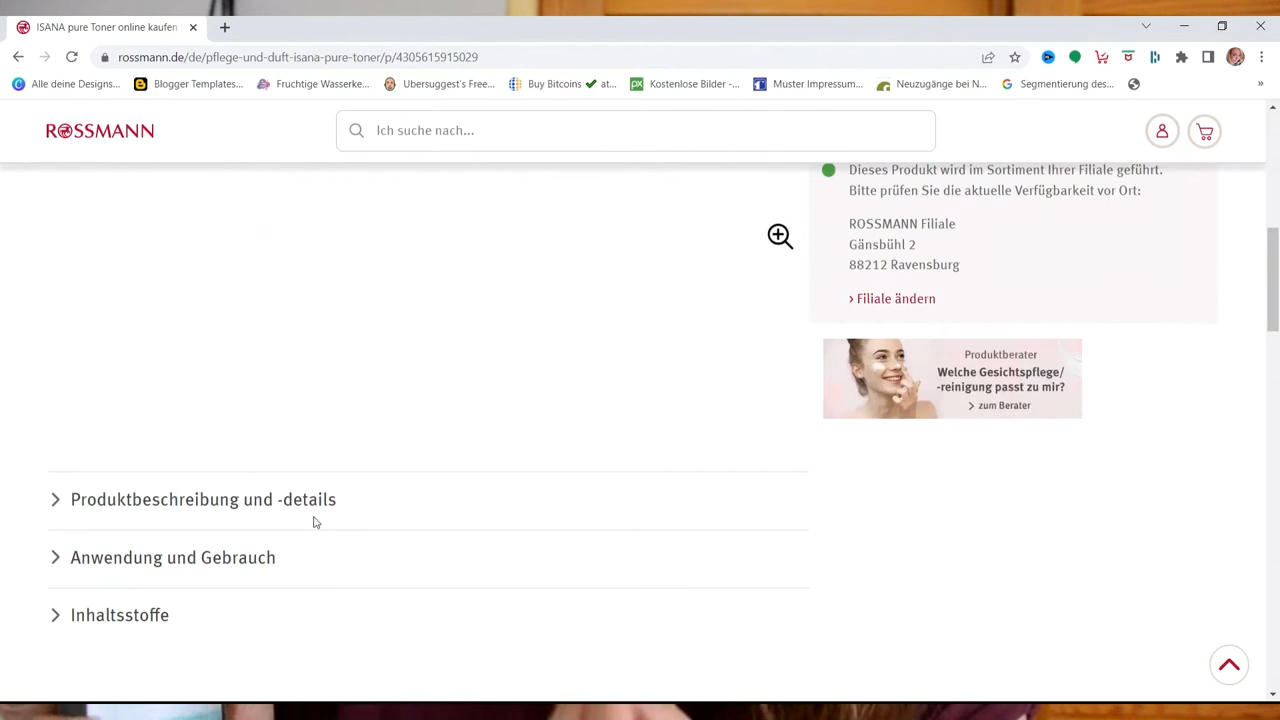 ISANA pure Toner online kaufen
rossmann.de/de/pflege-und-duft-isana-pure-toner/p/4305615915029
Alle deine Designs... Blogger Templates... Fruchtige Wasserke... Ubersuggest's Free... Buy Bitcoins ✔ at... Kostenlose Bilder -... Muster Impressum... Neuzugänge bei N... Segmentierung des... »
ROSSMANN
Ich suche nach...
Dieses Produkt wird im Sortiment Ihrer Filiale geführt.
Bitte prüfen Sie die aktuelle Verfügbarkeit vor Ort:
ROSSMANN Filiale
Gänsbühl 2
88212 Ravensburg
› Filiale ändern
Produktberater
Welche Gesichtspflege/
-reinigung passt zu mir?
> zum Berater
Produktbeschreibung und -details
Anwendung und Gebrauch
Inhaltsstoffe